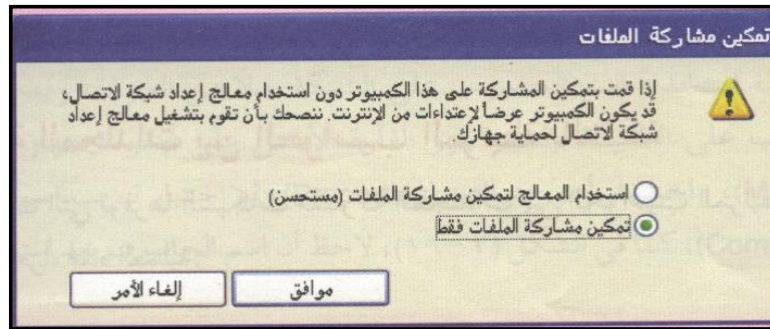 تمكين مشاركة الملفات
إذا قمت بتمكين المشاركة على هذا الكمبيوتر دون استخدام معالج إعداد شبكة الاتصال،
قد يكون الكمبيوتر عرضاً لإعتداءات من الإنترنت. ننصحك بأن تقوم بتشغيل معالج إعداد
شبكة الاتصال لحماية جهازك.
استخدام المعالج لتمكين مشاركة الملفات (مستحسن)
تمكين مشاركة الملفات فقط
موافق
إلغاء الأمر